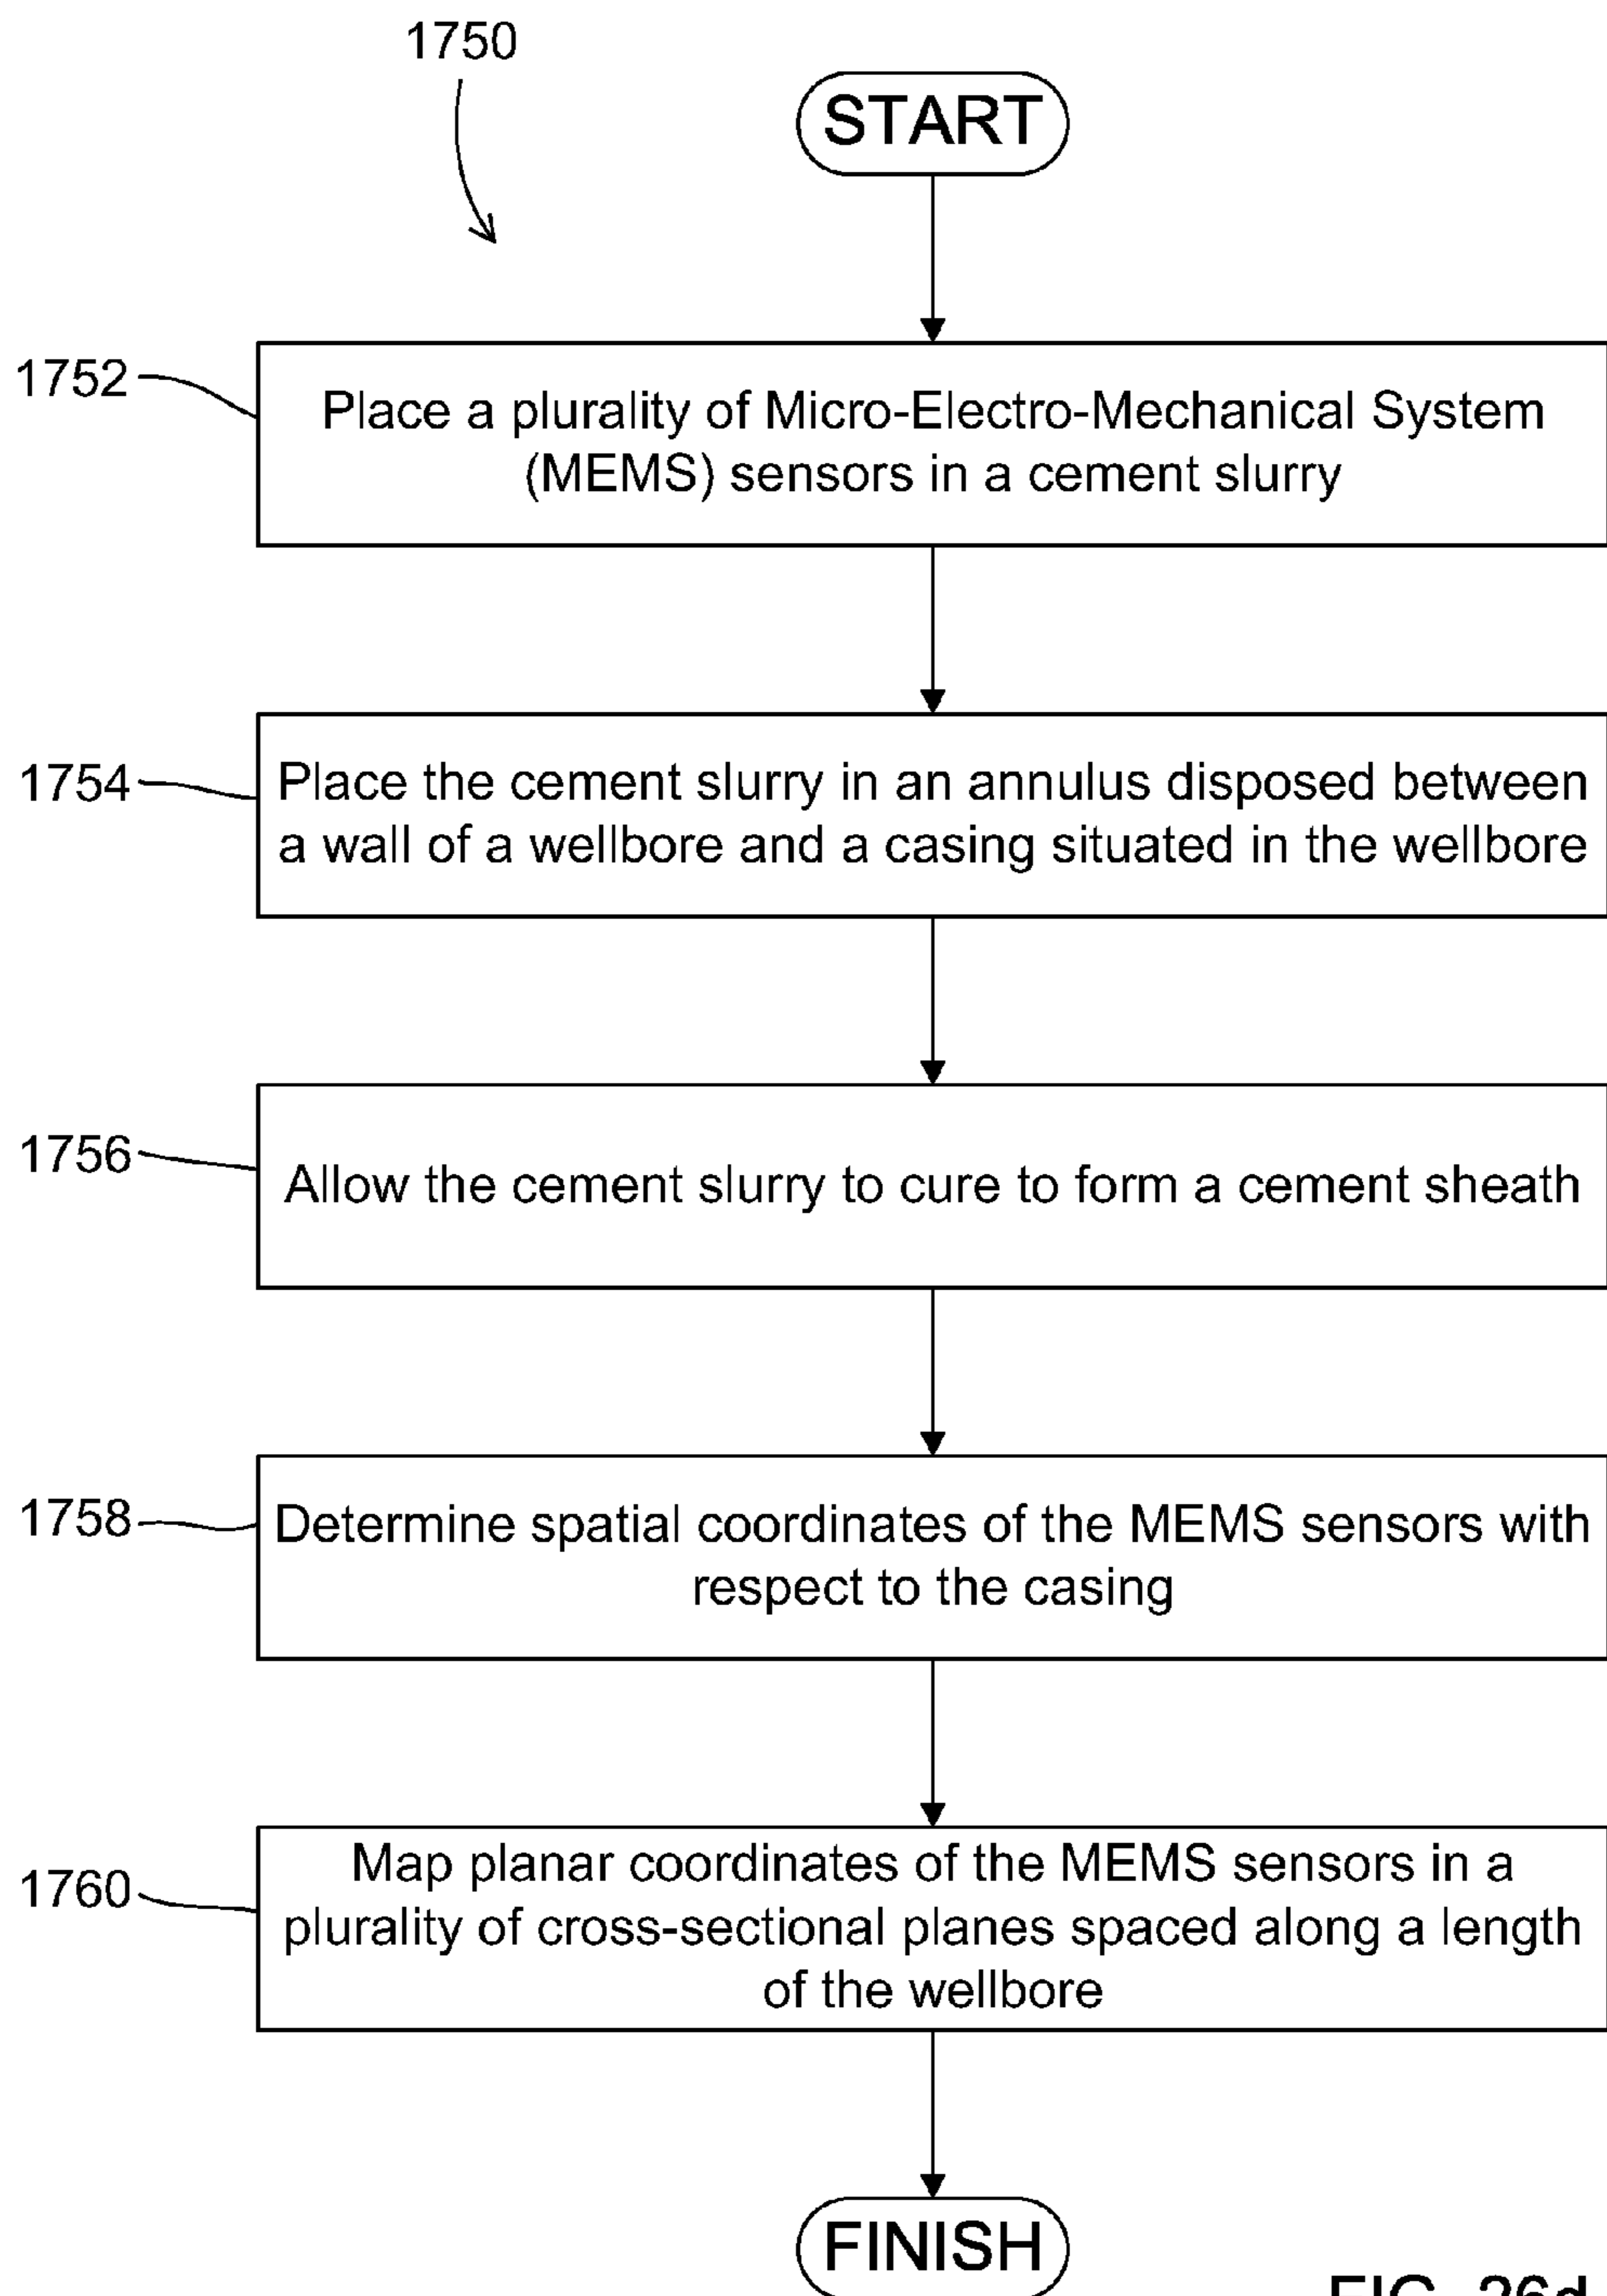 1750
START
1752
Place a plurality of Micro-Electro-Mechanical System
(MEMS) sensors in a cement slurry
1754
Place the cement slurry in an annulus disposed between
a wall of a wellbore and a casing situated in the wellbore
1756
Allow the cement slurry to cure to form a cement sheath
1758
Determine spatial coordinates of the MEMS sensors with
respect to the casing
1760
Map planar coordinates of the MEMS sensors in a
plurality of cross-sectional planes spaced along a length
of the wellbore
FINISH
FIG. 26d